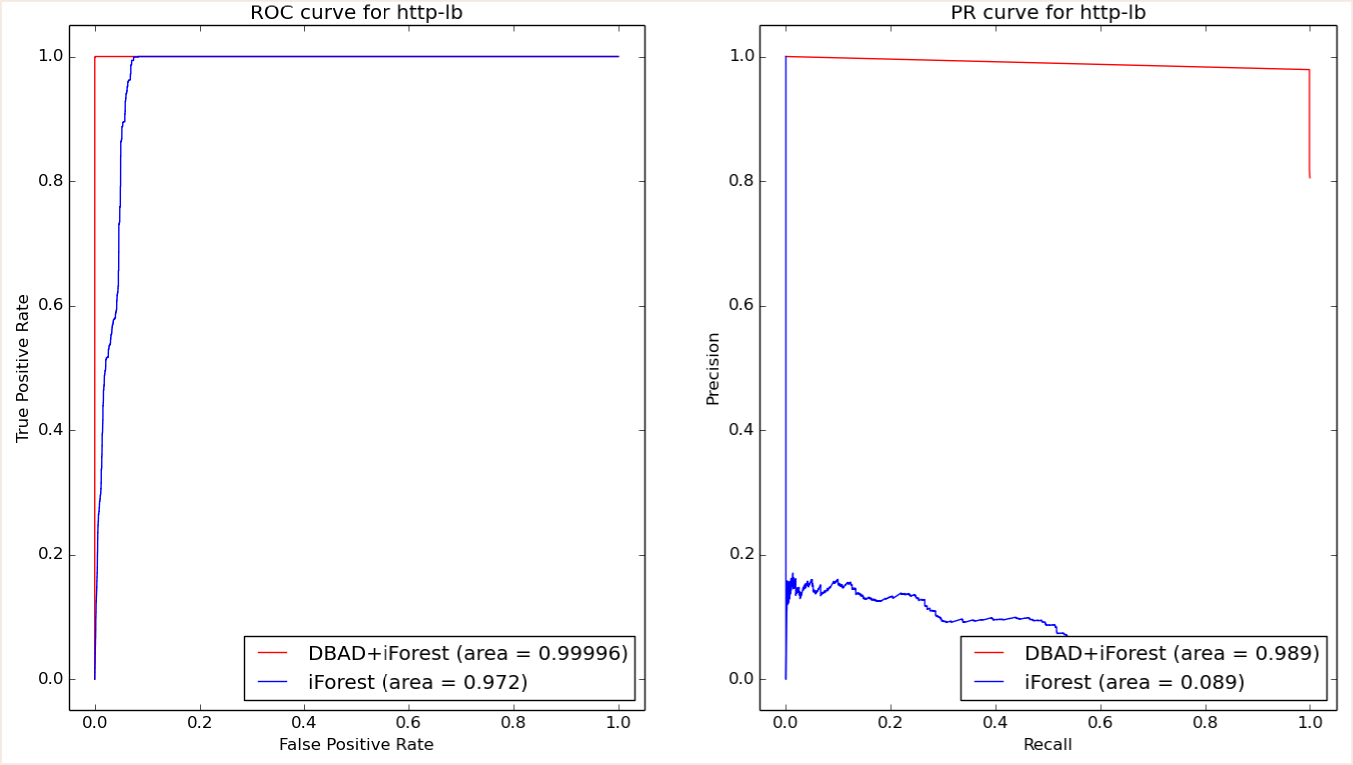 ROC curve for http-lb
True Positive Rate
1.0
0.8
0.6
0.4
0.2
0.0
DBAD+iForest (area = 0.99996)
iForest (area = 0.972)
0.0 0.2 0.4 0.6 0.8 1.0
False Positive Rate
PR curve for http-lb
Precision
1.0
0.8
0.6
0.4
0.2
0.0
DBAD+iForest (area = 0.989)
iForest (area = 0.089)
0.0 0.2 0.4 0.6 0.8 1.0
Recall